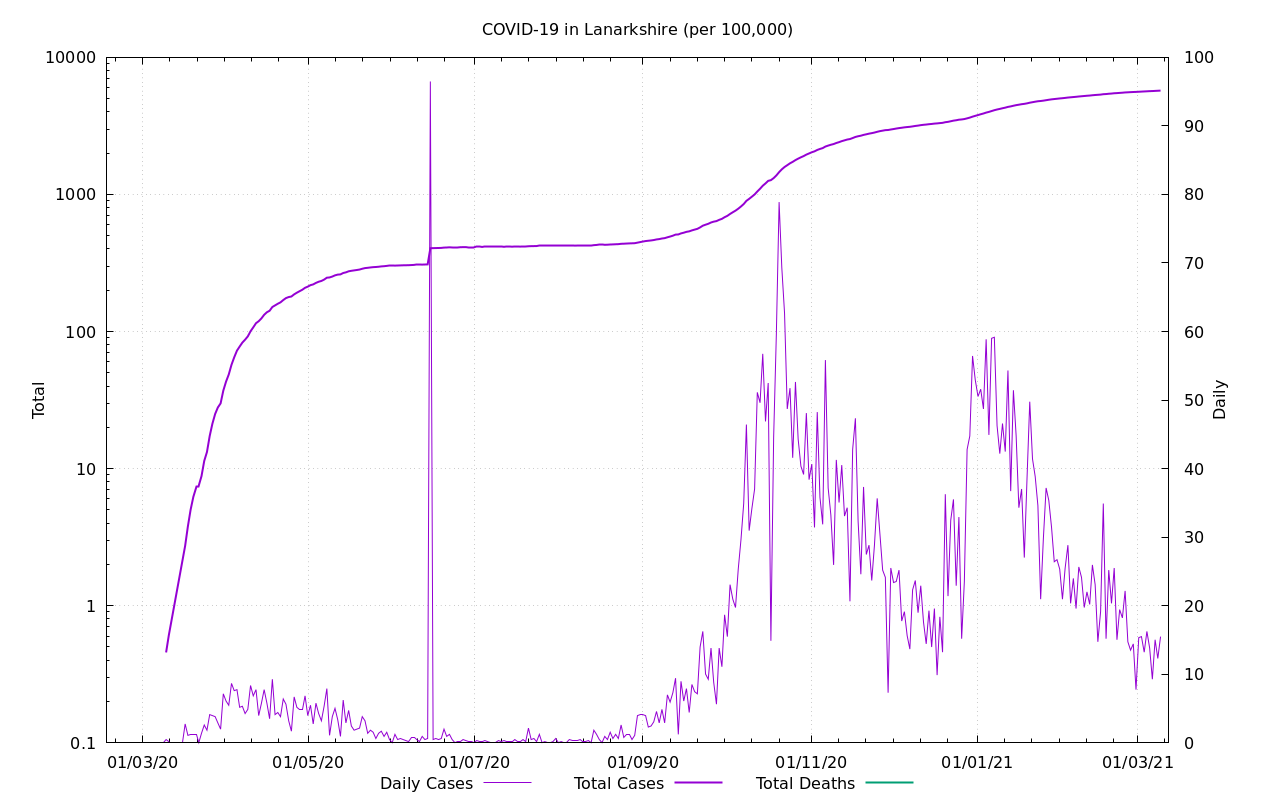 COVID-19 in Lanarkshire (per 100,000)
10000 100
90
1000 80
70
100 60
Total 50 Daily
10 40
30
1 20
10
0.1 0
01/03/20 01/05/20 01/07/20 01/09/20 01/11/20 01/01/21 01/03/21
Daily Cases Total Cases Total Deaths